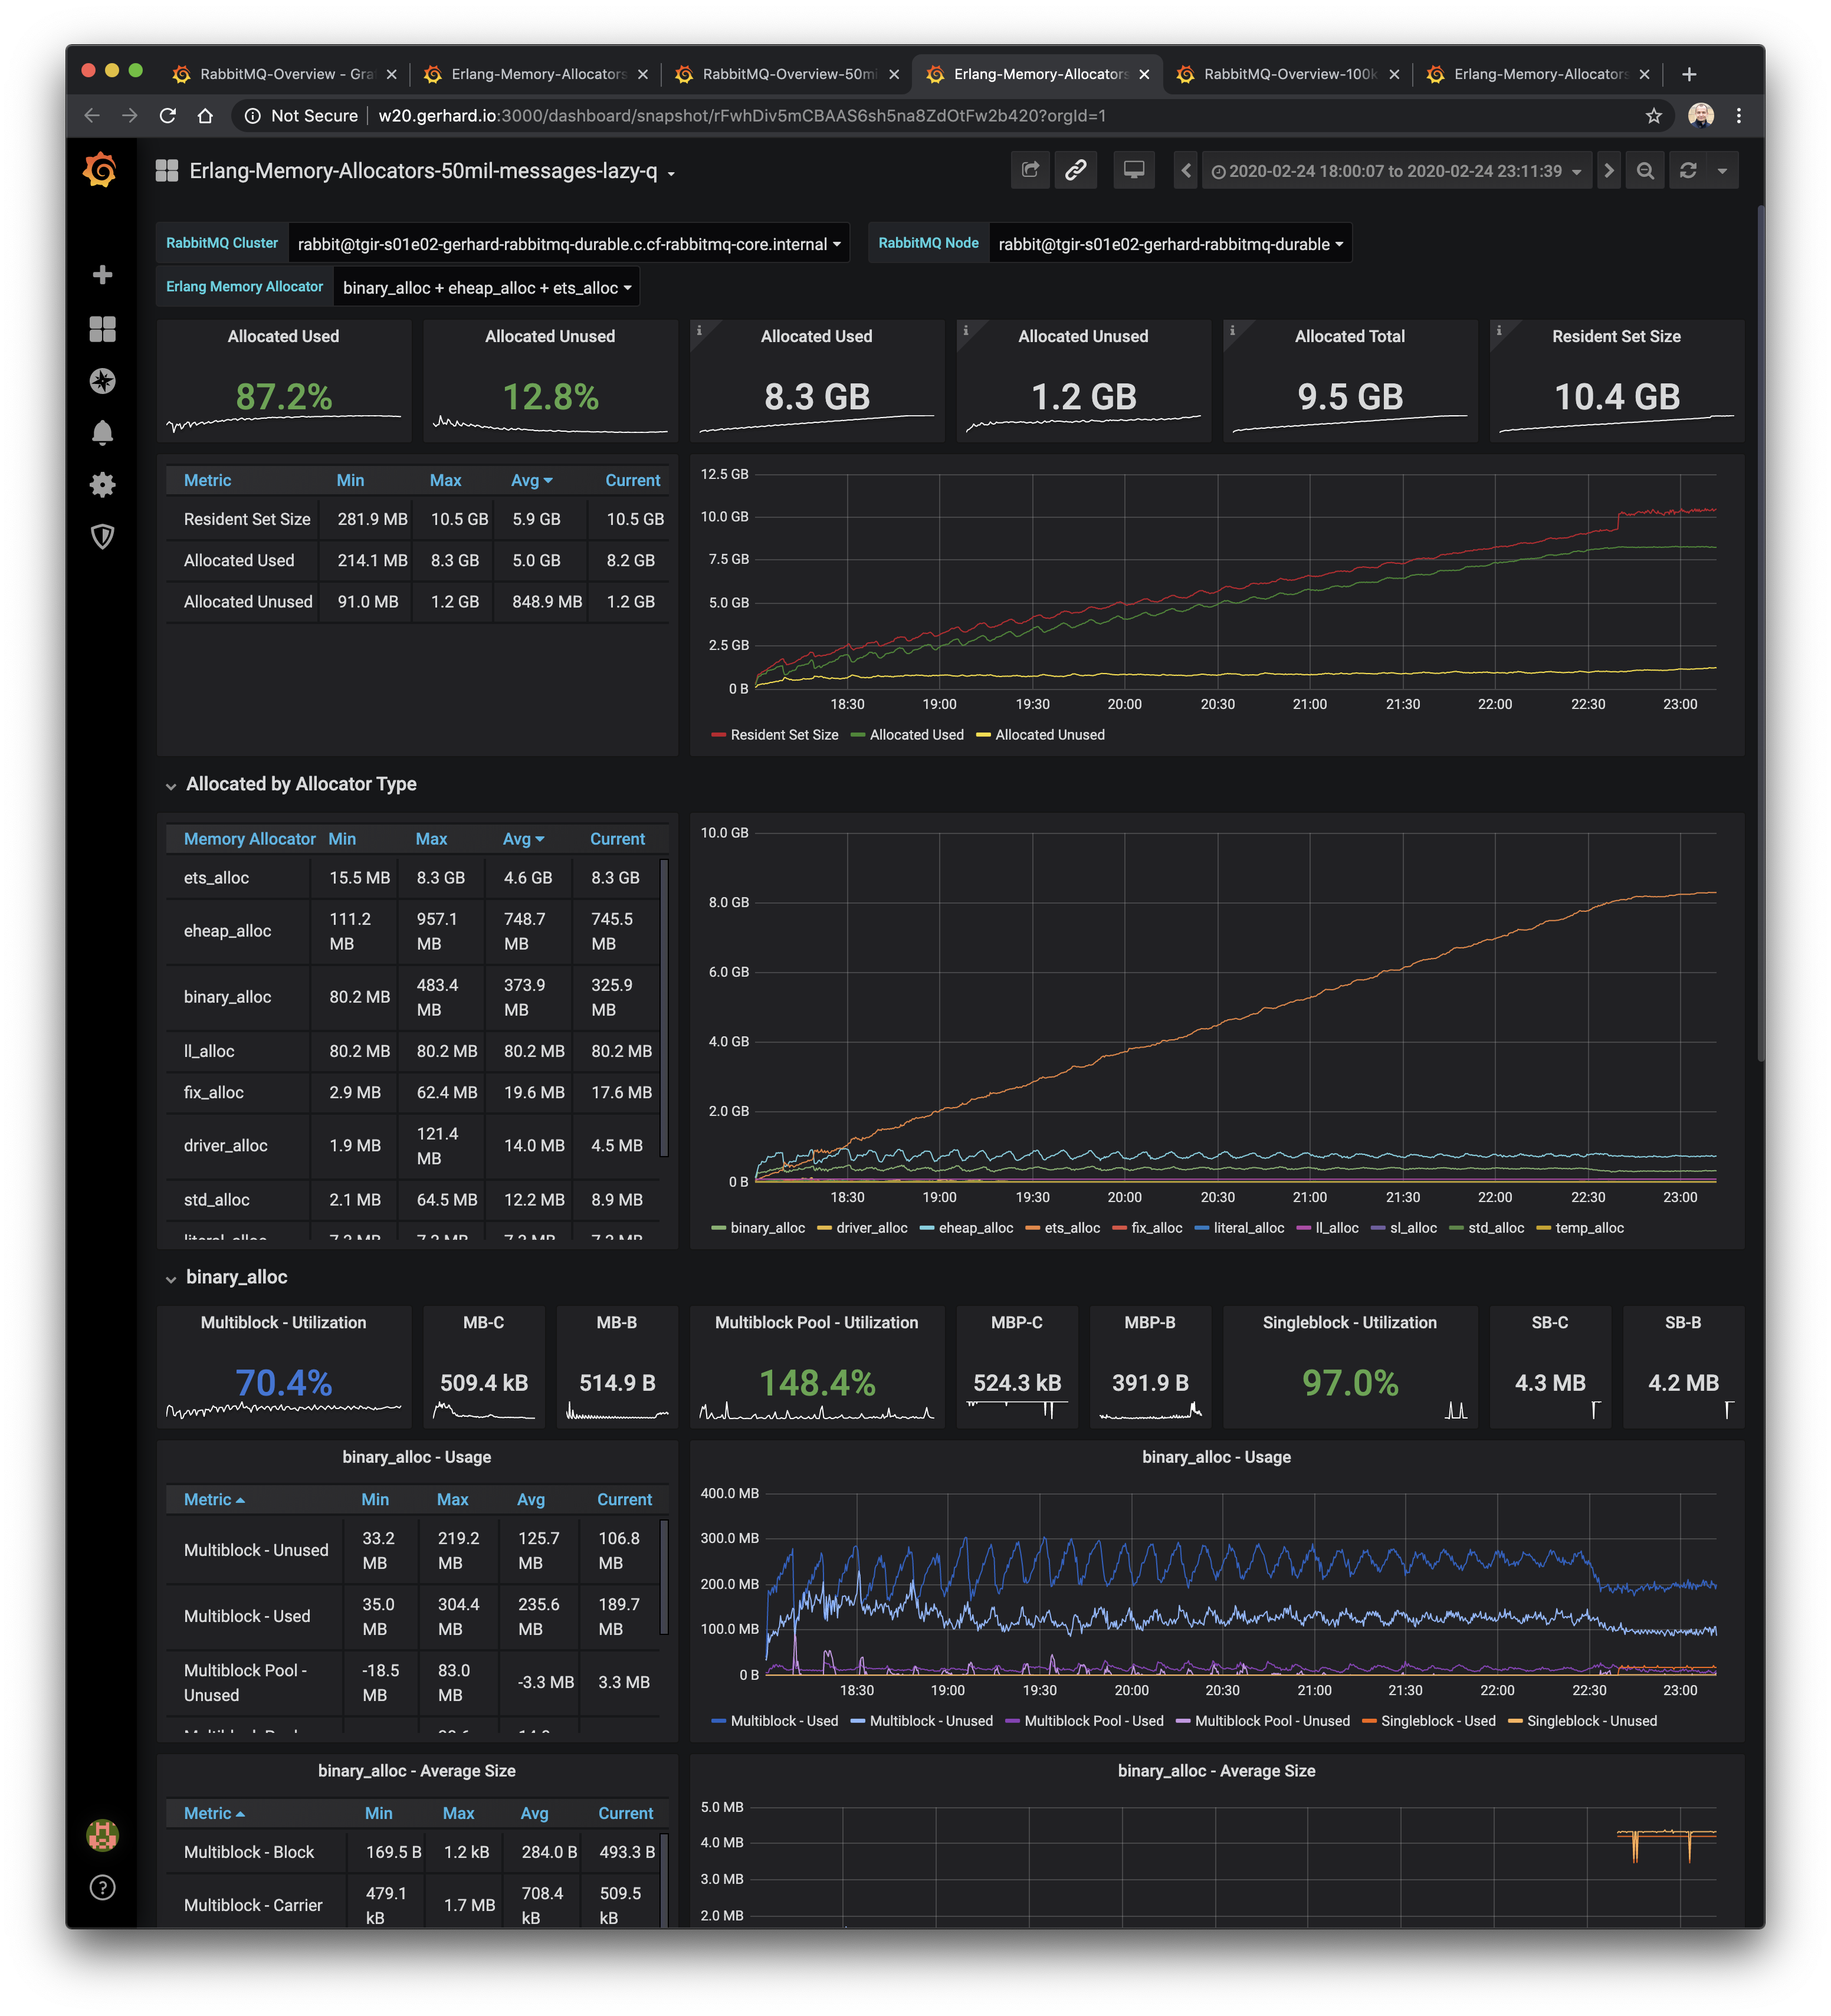 RabbitMQ-Overview - Gra
Erlang-Memory-Allocators
RabbitMQ-Overview-50mi
Erlang-Memory-Allocators
RabbitMQ-Overview-100k
Erlang-Memory-Allocators
Not Secure
w20.gerhard.io:3000/dashboard/snapshot/rFwhDiv5mCBAAS6sh5na8ZdOtFw2b420?orgId=1
Erlang-Memory-Allocators-50mil-messages-lazy-q
2020-02-24 18:00:07 to 2020-02-24 23:11:39
RabbitMQ Cluster rabbit@tgir-s01e02-gerhard-rabbitmq-durable.c.cf-rabbitmq-core.internal
RabbitMQ Node rabbit@tgir-s01e02-gerhard-rabbitmq-durable
Erlang Memory Allocator binary_alloc + eheap_alloc + ets_alloc
Allocated Used
87.2%
Allocated Unused
12.8%
Allocated Used
8.3 GB
Allocated Unused
1.2 GB
Allocated Total
9.5 GB
Resident Set Size
10.4 GB
Metric Min Max Avg Current
Resident Set Size 281.9 MB 10.5 GB 5.9 GB 10.5 GB
Allocated Used 214.1 MB 8.3 GB 5.0 GB 8.2 GB
Allocated Unused 91.0 MB 1.2 GB 848.9 MB 1.2 GB
12.5 GB
10.0 GB
7.5 GB
5.0 GB
2.5 GB
0 B
18:30 19:00 19:30 20:00 20:30 21:00 21:30 22:00 22:30 23:00
Resident Set Size Allocated Used Allocated Unused
Allocated by Allocator Type
Memory Allocator Min Max Avg Current
ets_alloc 15.5 MB 8.3 GB 4.6 GB 8.3 GB
eheap_alloc 111.2 MB 957.1 MB 748.7 MB 745.5 MB
binary_alloc 80.2 MB 483.4 MB 373.9 MB 325.9 MB
ll_alloc 80.2 MB 80.2 MB 80.2 MB 80.2 MB
fix_alloc 2.9 MB 62.4 MB 19.6 MB 17.6 MB
driver_alloc 1.9 MB 121.4 MB 14.0 MB 4.5 MB
std_alloc 2.1 MB 64.5 MB 12.2 MB 8.9 MB
10.0 GB
8.0 GB
6.0 GB
4.0 GB
2.0 GB
0 B
18:30 19:00 19:30 20:00 20:30 21:00 21:30 22:00 22:30 23:00
binary_alloc driver_alloc eheap_alloc ets_alloc fix_alloc literal_alloc ll_alloc sl_alloc std_alloc temp_alloc
binary_alloc
Multiblock - Utilization
70.4%
MB-C
509.4 kB
MB-B
514.9 B
Multiblock Pool - Utilization
148.4%
MBP-C
524.3 kB
MBP-B
391.9 B
Singleblock - Utilization
97.0%
SB-C
4.3 MB
SB-B
4.2 MB
binary_alloc - Usage
Metric Min Max Avg Current
Multiblock - Unused 33.2 MB 219.2 MB 125.7 MB 106.8 MB
Multiblock - Used 35.0 MB 304.4 MB 235.6 MB 189.7 MB
Multiblock Pool - Unused -18.5 MB 83.0 MB -3.3 MB 3.3 MB
binary_alloc - Usage
400.0 MB
300.0 MB
200.0 MB
100.0 MB
0 B
18:30 19:00 19:30 20:00 20:30 21:00 21:30 22:00 22:30 23:00
Multiblock - Used Multiblock - Unused Multiblock Pool - Used Multiblock Pool - Unused Singleblock - Used Singleblock - Unused
binary_alloc - Average Size
Metric Min Max Avg Current
Multiblock - Block 169.5 B 1.2 kB 284.0 B 493.3 B
Multiblock - Carrier 479.1 kB 1.7 MB 708.4 kB 509.5 kB
binary_alloc - Average Size
5.0 MB
4.0 MB
3.0 MB
2.0 MB